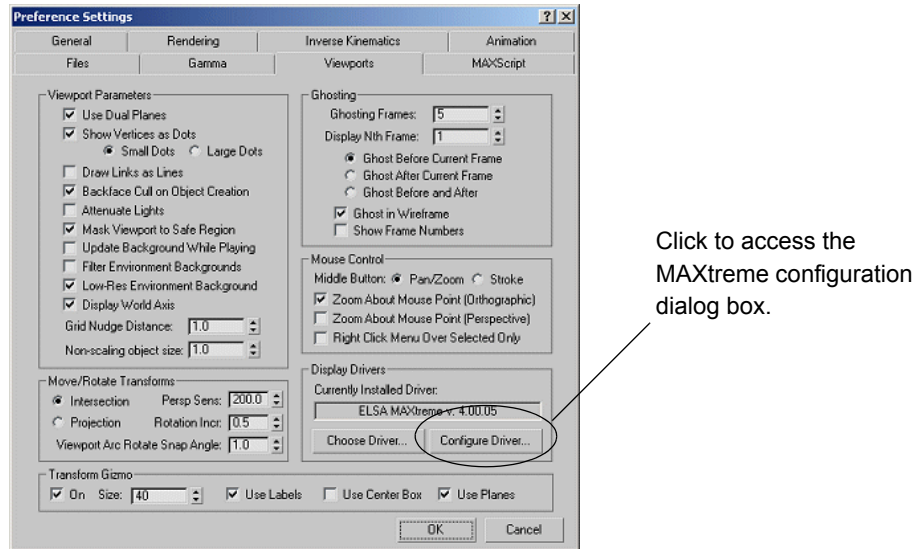 Preference Settings
General Rendering Inverse Kinematics Animation
Files Gamma Viewports MAXScript
Viewport Parameters
Use Dual Planes
Show Vertices as Dots
Small Dots Large Dots
Draw Links as Lines
Backface Cull on Object Creation
Attenuate Lights
Mask Viewport to Safe Region
Update Background While Playing
Filter Environment Backgrounds
Low-Res Environment Background
Display World Axis
Grid Nudge Distance: 1.0
Non-scaling object size: 1.0
Ghosting
Ghosting Frames: 5
Display Nth Frame: 1
Ghost Before Current Frame
Ghost After Current Frame
Ghost Before and After
Ghost in Wireframe
Show Frame Numbers
Mouse Control
Middle Button: Pan/Zoom Stroke
Zoom About Mouse Point (Orthographic)
Zoom About Mouse Point (Perspective)
Right Click Menu Over Selected Only
Move/Rotate Transforms
Intersection Persp Sens: 200.0
Projection Rotation Incr: 0.5
Viewport Arc Rotate Snap Angle: 1.0
Display Drivers
Currently Installed Driver:
ELSA MAXtreme v. 4.00.05
Choose Driver... Configure Driver...
Transform Gizmo
On Size: 40 Use Labels Use Center Box Use Planes
OK Cancel
Click to access the
MAXtreme configuration
dialog box.